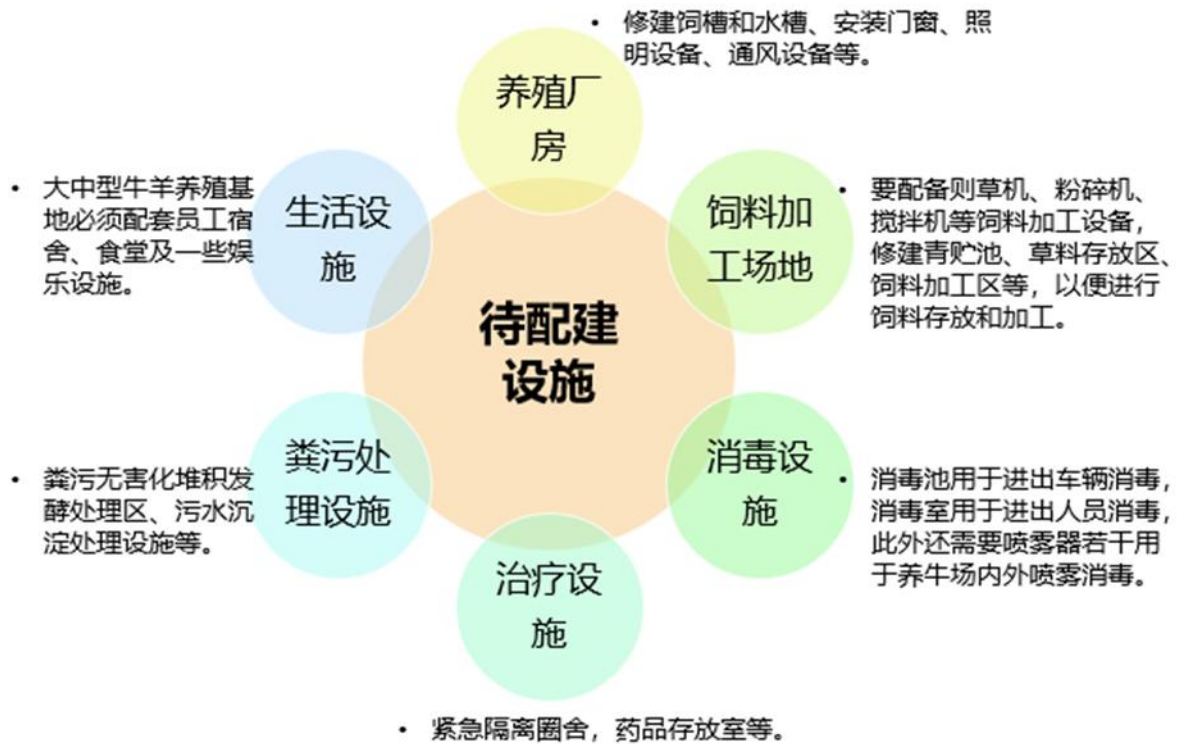 修建饲槽和水槽、安装门窗、照
明设备、通风设备等。
养殖厂
房
饲料加
工场地
要配备则草机、粉碎机、
搅拌机等饲料加工设备，
修建青贮池、草料存放区、
饲料加工区等，以便进行
饲料存放和加工。
消毒设
施
消毒池用于进出车辆消毒，
消毒室用于进出人员消毒，
此外还需要喷雾器若干用
于养牛场内外喷雾消毒。
治疗设
施
紧急隔离圈舍，药品存放室等。
粪污处
理设施
粪污无害化堆积发
酵处理区、污水沉
淀处理设施等。
生活设
施
大中型牛羊养殖基
地必须配套员工宿
舍、食堂及一些娱
乐设施。
待配建
设施